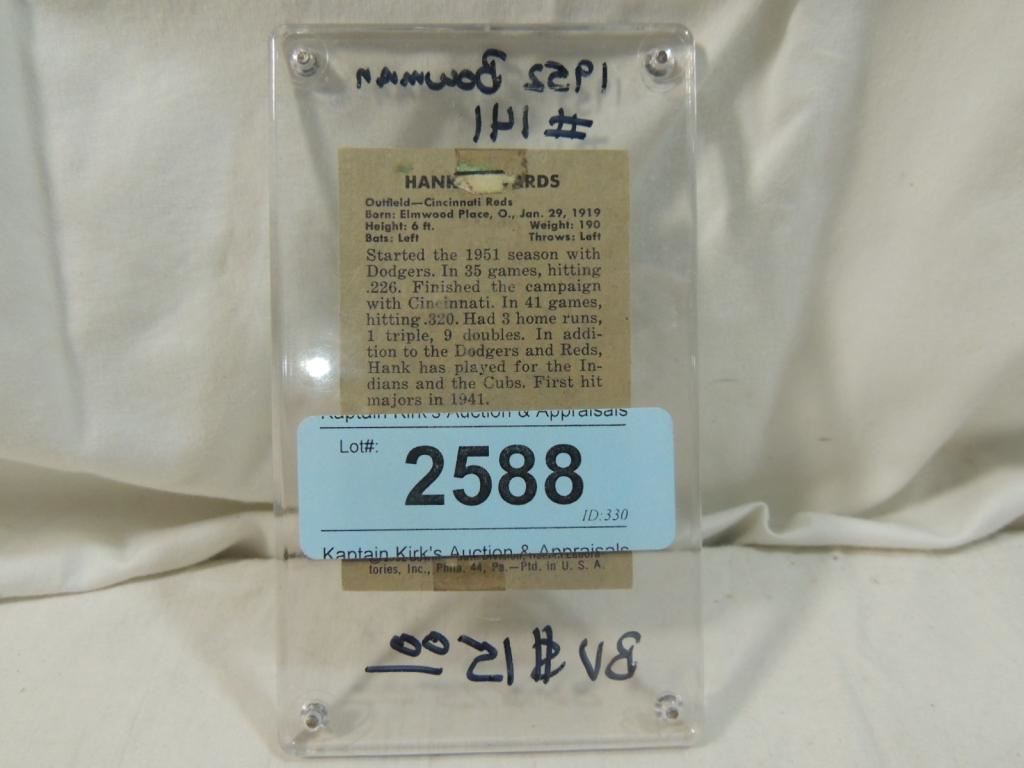 1952 Bowman
#141
HANK ARDS
Outfield—Cincinnati Reds
Born: Elmwood Place, O., Jan. 29, 1919
Height: 6 ft. Weight: 190
Bats: Left Throws: Left
Started the 1951 season with
Dodgers. In 35 games, hitting
.226. Finished the campaign
with Cincinnati. In 41 games,
hitting .320. Had 3 home runs,
1 triple, 9 doubles. In addi-
tion to the Dodgers and Reds,
Hank has played for the In-
dians and the Cubs. First hit
majors in 1941.
Kaptain Kirk's Auction & Appraisals
Lot#:
2588
ID:330
Kaptain Kirk's Auction & Appraisals
tories, Inc., Phila. 44, Pa.—Ptd. in U. S. A.
BV $15.00